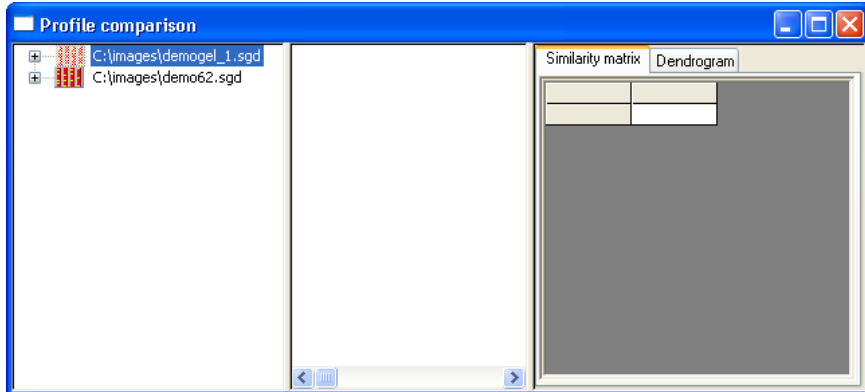 Profile comparison
C:\images\demogel_1.sgd
C:\images\demo62.sgd
Similarity matrix
Dendrogram